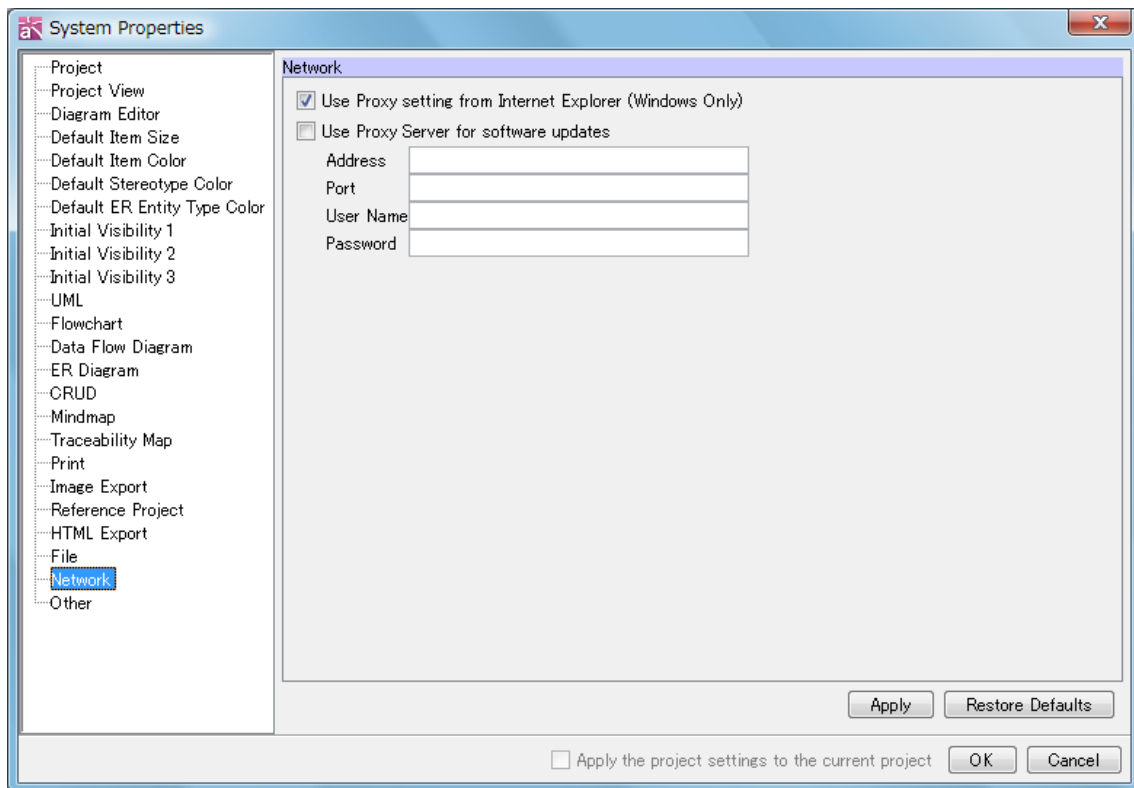 System Properties
Project
Project View
Diagram Editor
Default Item Size
Default Item Color
Default Stereotype Color
Default ER Entity Type Color
Initial Visibility 1
Initial Visibility 2
Initial Visibility 3
UML
Flowchart
Data Flow Diagram
ER Diagram
CRUD
Mindmap
Traceability Map
Print
Image Export
Reference Project
HTML Export
File
Network
Other
Network
Use Proxy setting from Internet Explorer (Windows Only)
Use Proxy Server for software updates
Address
Port
User Name
Password
Apply
Restore Defaults
Apply the project settings to the current project
OK
Cancel